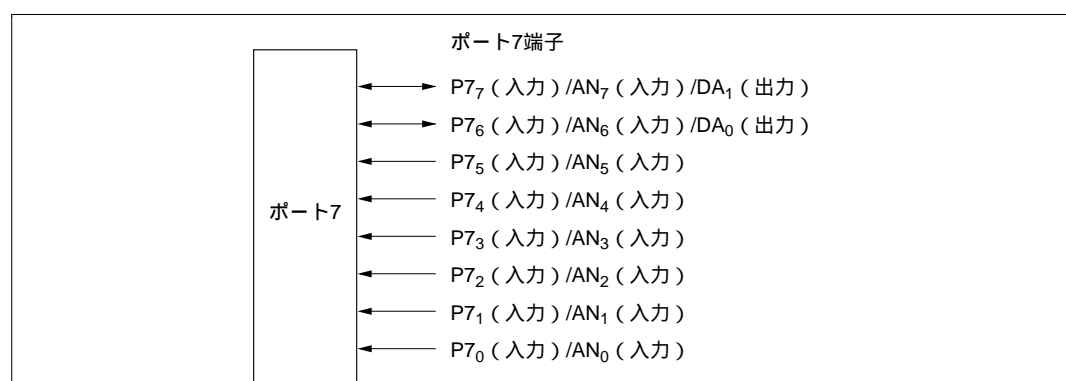 ポート7端子
P7₇(入力)/AN₇(入力)/DA₁(出力)
P7₆(入力)/AN₆(入力)/DA₀(出力)
P7₅(入力)/AN₅(入力)
P7₄(入力)/AN₄(入力)
ポート7
P7₃(入力)/AN₃(入力)
P7₂(入力)/AN₂(入力)
P7₁(入力)/AN₁(入力)
P7₀(入力)/AN₀(入力)